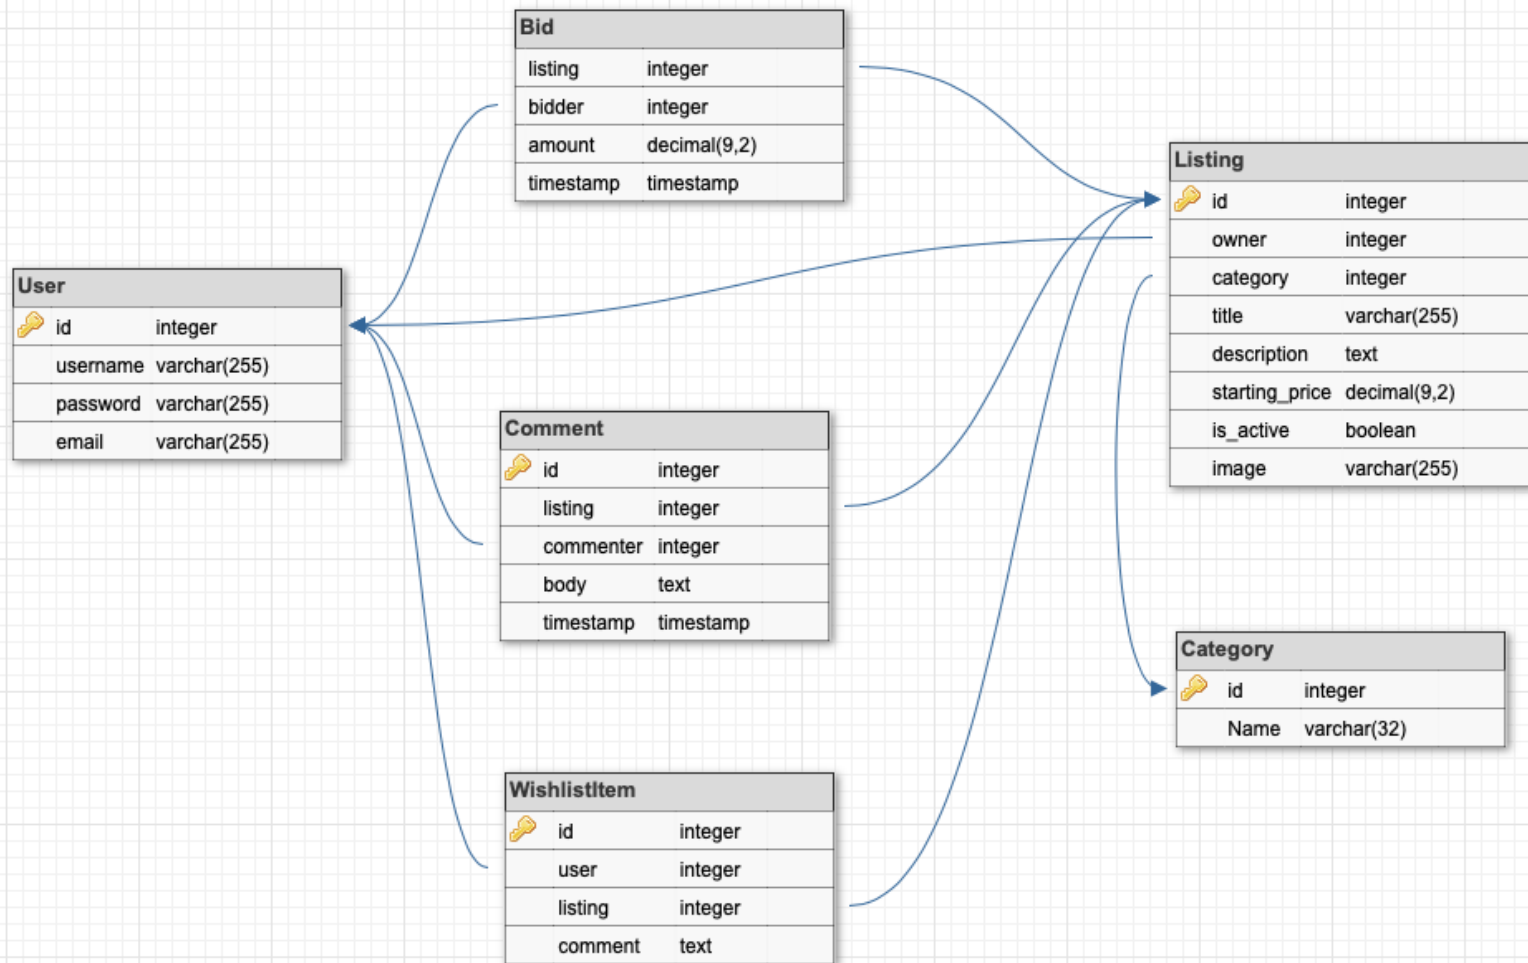 Bid
listing integer
bidder integer
amount decimal(9,2)
timestamp timestamp
Listing
id integer
owner integer
category integer
title varchar(255)
description text
starting_price decimal(9,2)
is_active boolean
image varchar(255)
User
id integer
username varchar(255)
password varchar(255)
email varchar(255)
Comment
id integer
listing integer
commenter integer
body text
timestamp timestamp
Category
id integer
Name varchar(32)
WishlistItem
id integer
user integer
listing integer
comment text